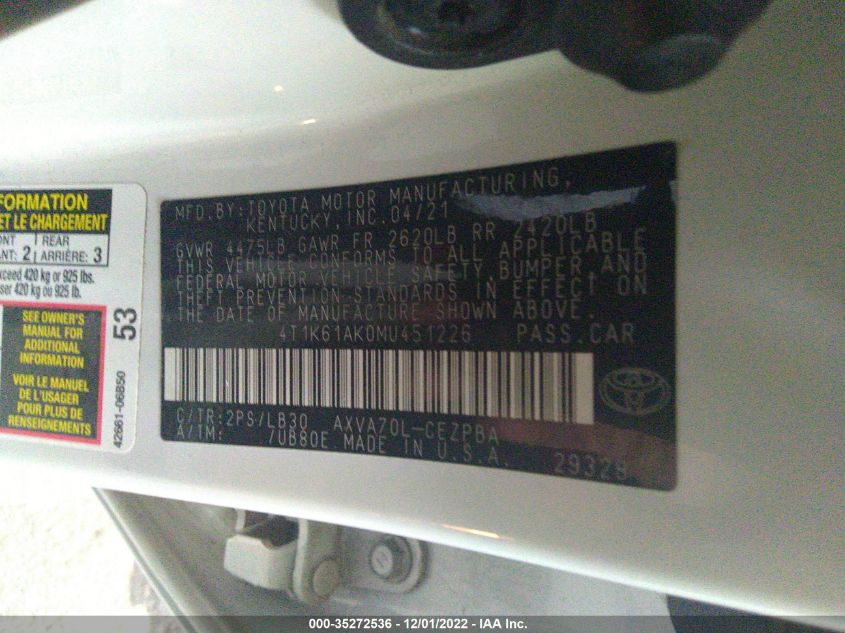 FORMATION
ET LE CHARGEMENT
ONT
ANT: 2
REAR
ARRIÈRE: 3
xceed 420 kg or 925 lbs.
ser 420 kg ou 925 lb.
SEE OWNER'S
MANUAL FOR
ADDITIONAL
INFORMATION
VOIR LE MANUEL
DE L'USAGER
POUR PLUS DE
RENSEIGNEMENTS
53
42661-06B50
MFD. BY: TOYOTA MOTOR MANUFACTURING,
KENTUCKY, INC. 04/21
GVWR 4475LB GAWR FR 2620LB RR 2420LB
THIS VEHICLE CONFORMS TO ALL APPLICABLE
FEDERAL MOTOR VEHICLE SAFETY, BUMPER, AND
THEFT PREVENTION STANDARDS IN EFFECT ON
THE DATE OF MANUFACTURE SHOWN ABOVE.
4T1K61AK0MU451226 PASS.CAR
C/TR: 2PS/LB30 AXVA70L-CEZPBA
A/TM: /UB80E MADE IN U.S.A. 29328
000-35272536 - 12/01/2022 - IAA Inc.